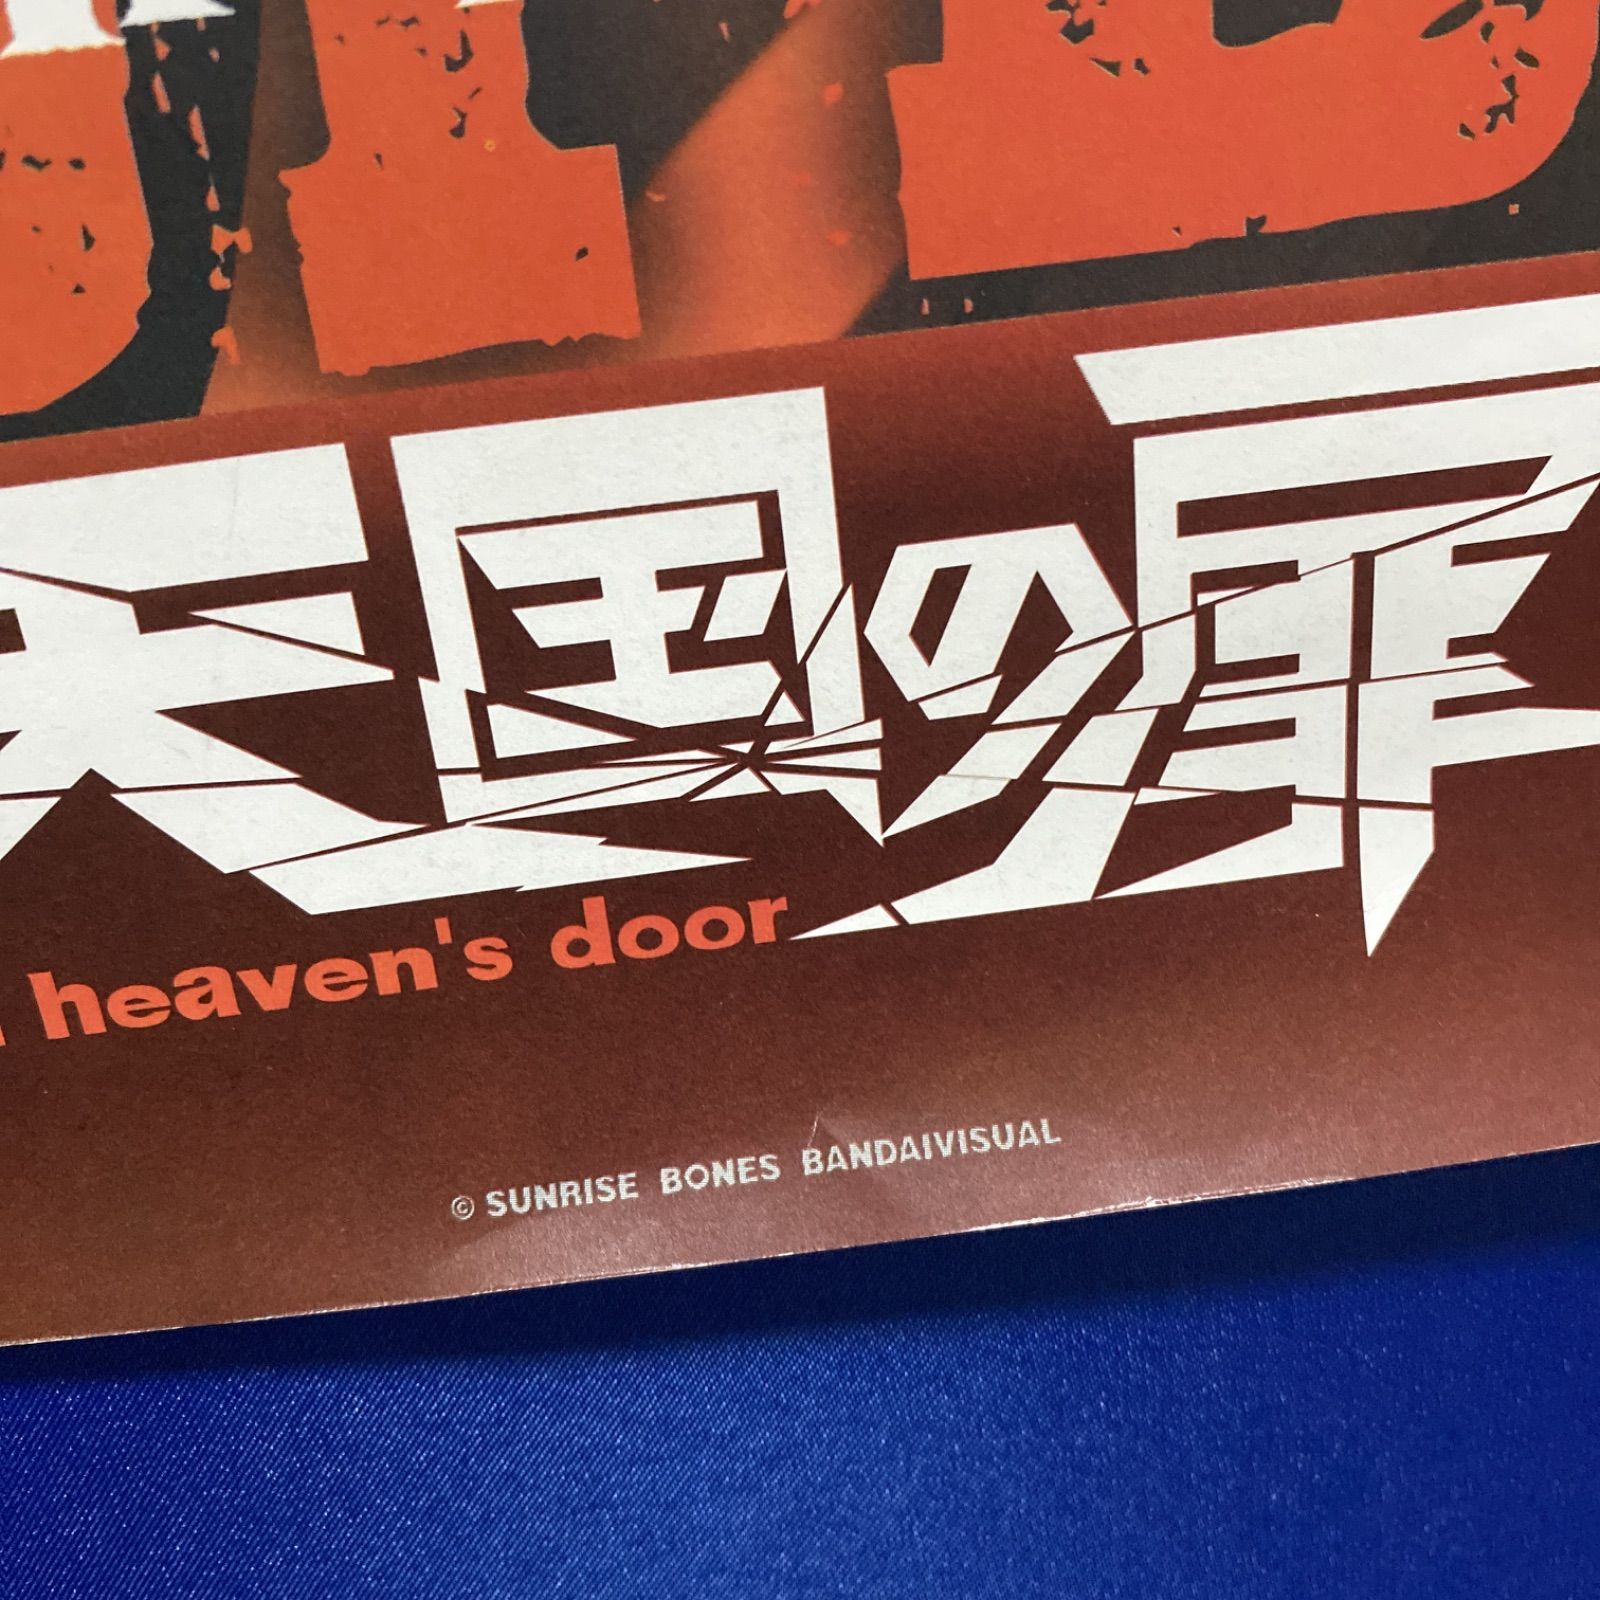 天国の扉
heaven's door
© SUNRISE BONES BANDAIVISUAL